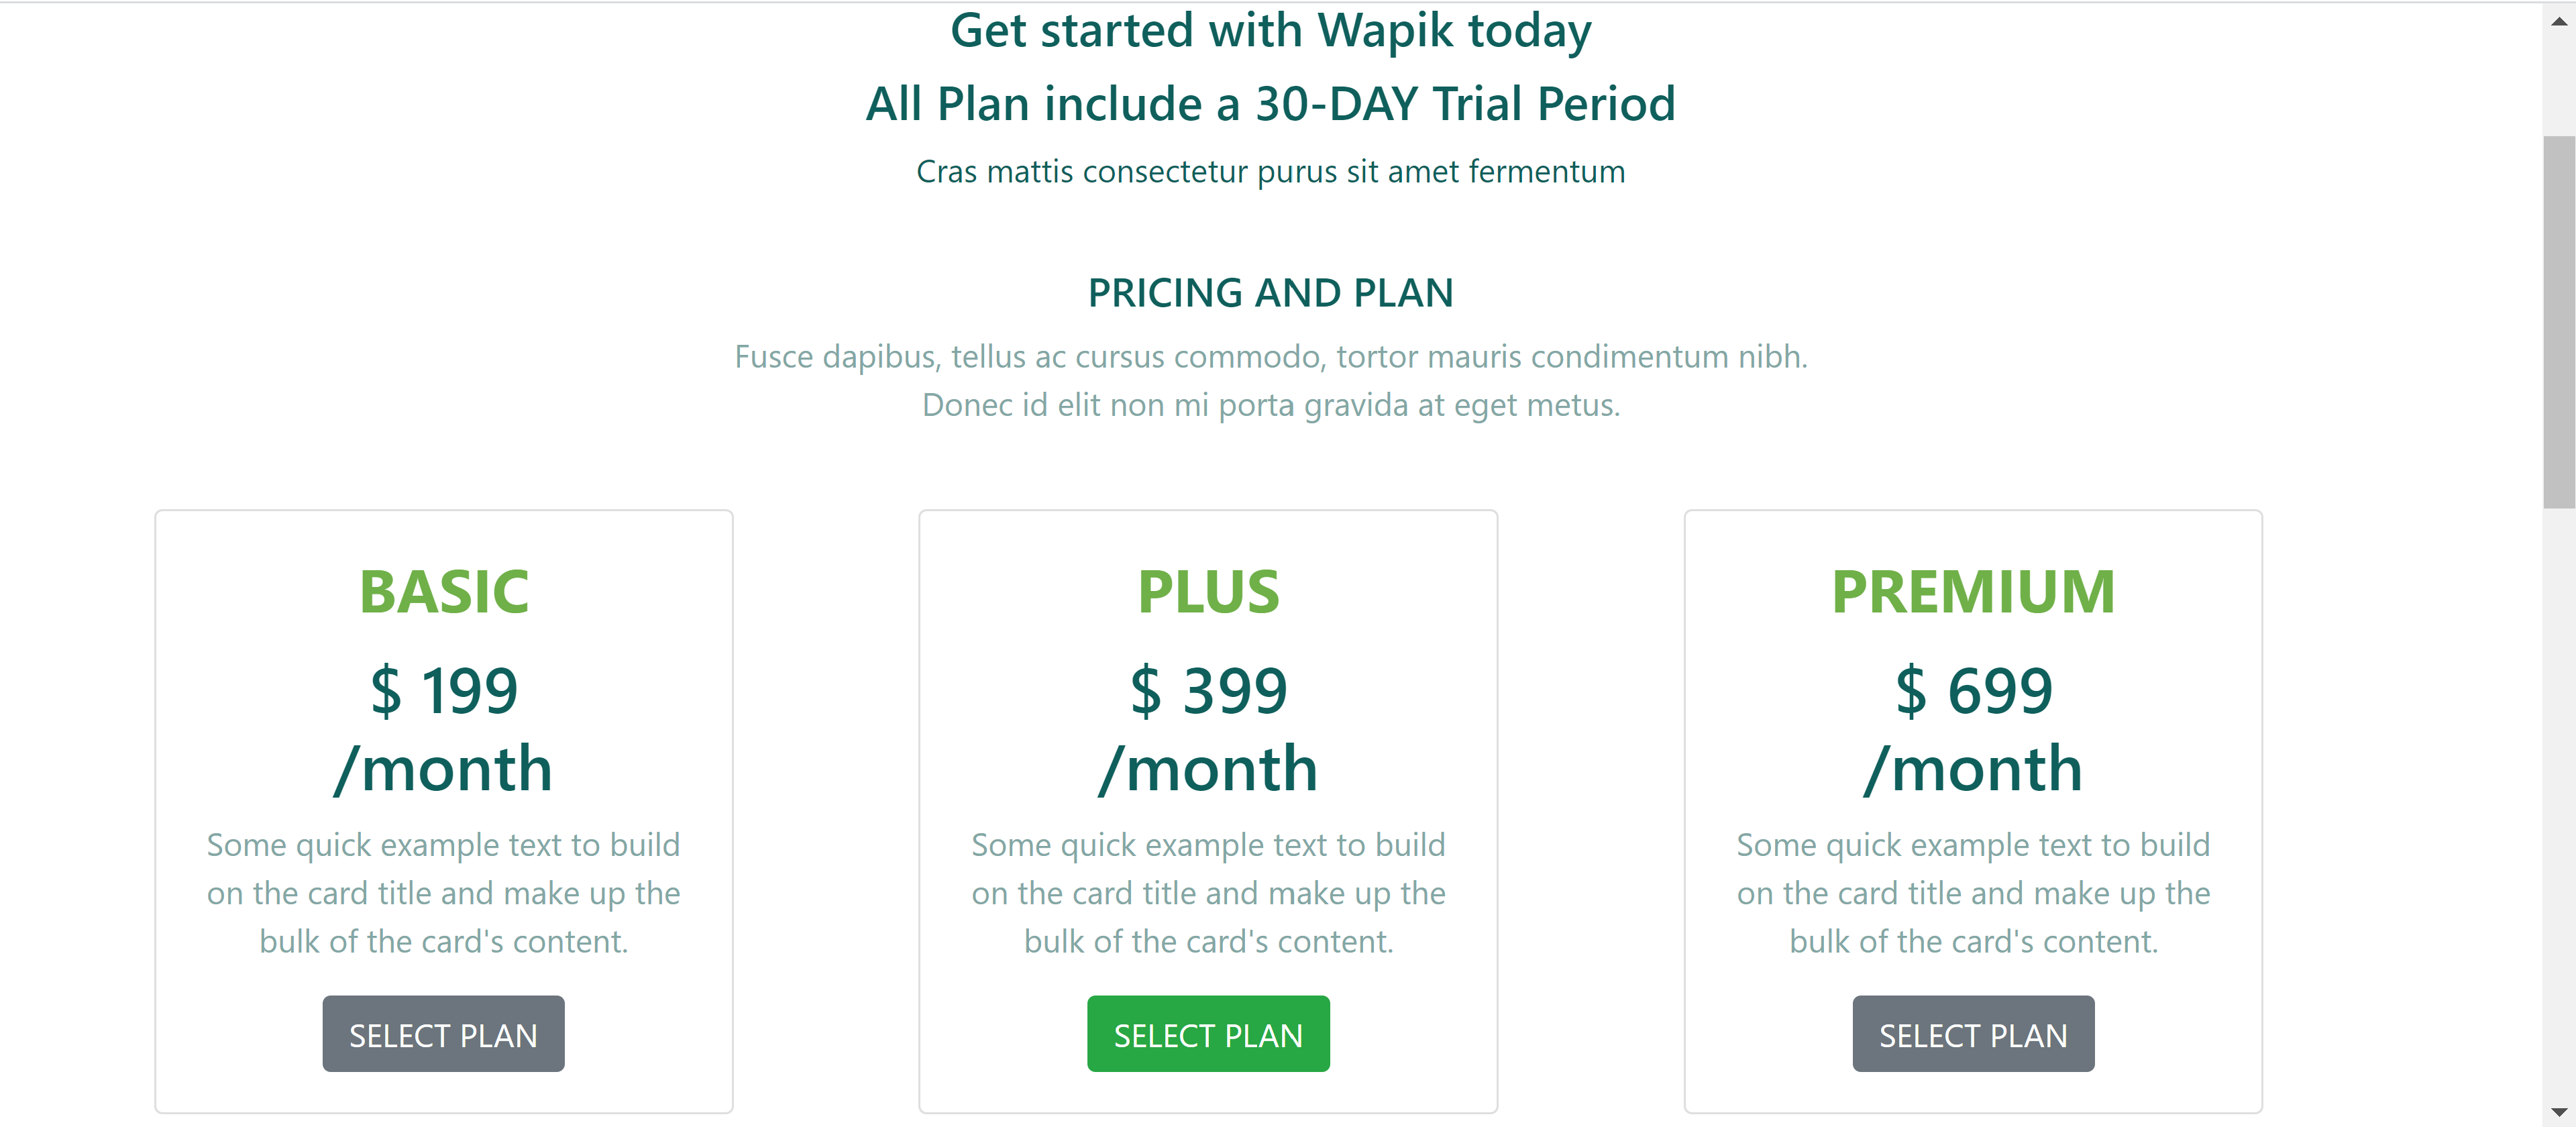 Get started with Wapik today
All Plan include a 30-DAY Trial Period
Cras mattis consectetur purus sit amet fermentum
PRICING AND PLAN
Fusce dapibus, tellus ac cursus commodo, tortor mauris condimentum nibh.
Donec id elit non mi porta gravida at eget metus.
BASIC
$ 199
/month
Some quick example text to build
on the card title and make up the
bulk of the card's content.
SELECT PLAN
PLUS
$ 399
/month
Some quick example text to build
on the card title and make up the
bulk of the card's content.
SELECT PLAN
PREMIUM
$ 699
/month
Some quick example text to build
on the card title and make up the
bulk of the card's content.
SELECT PLAN